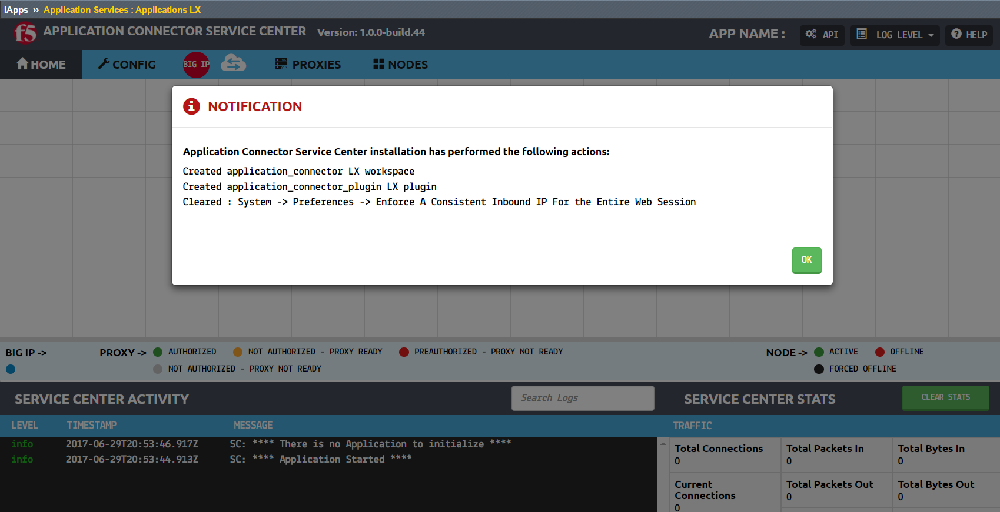 iApps ›› Application Services : Applications LX
f5 APPLICATION CONNECTOR SERVICE CENTER Version: 1.0.0-build.44 APP NAME : API LOG LEVEL HELP
HOME CONFIG BIG IP PROXIES NODES
NOTIFICATION
Application Connector Service Center installation has performed the following actions:
Created application_connector LX workspace
Created application_connector_plugin LX plugin
Cleared : System -> Preferences -> Enforce A Consistent Inbound IP For the Entire Web Session
OK
BIG IP -> PROXY -> AUTHORIZED NOT AUTHORIZED - PROXY READY PREAUTHORIZED - PROXY NOT READY NODE -> ACTIVE OFFLINE
NOT AUTHORIZED - PROXY NOT READY FORCED OFFLINE
SERVICE CENTER ACTIVITY Search Logs SERVICE CENTER STATS CLEAR STATS
LEVEL TIMESTAMP MESSAGE TRAFFIC
info 2017-06-29T20:53:46.917Z SC: **** There is no Application to initialize ****
info 2017-06-29T20:53:44.913Z SC: **** Application Started ****
Total Connections Total Packets In Total Bytes In
0 0 0
Current Total Packets Out Total Bytes Out
Connections 0 0
0